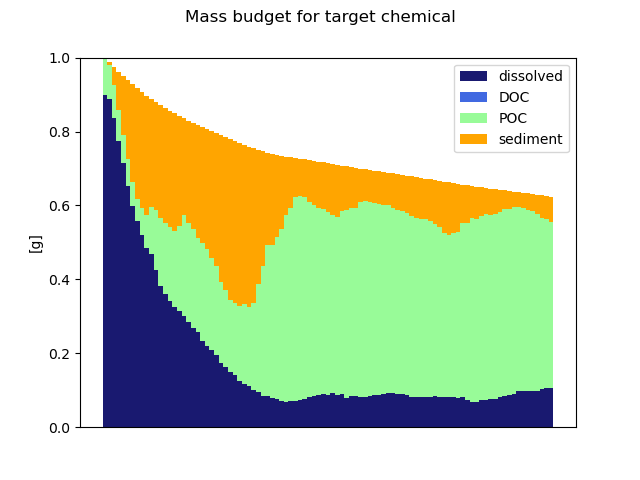 Mass budget for target chemical
1.0
0.8
0.6
0.4
0.2
0.0
[g]
dissolved
DOC
POC
sediment